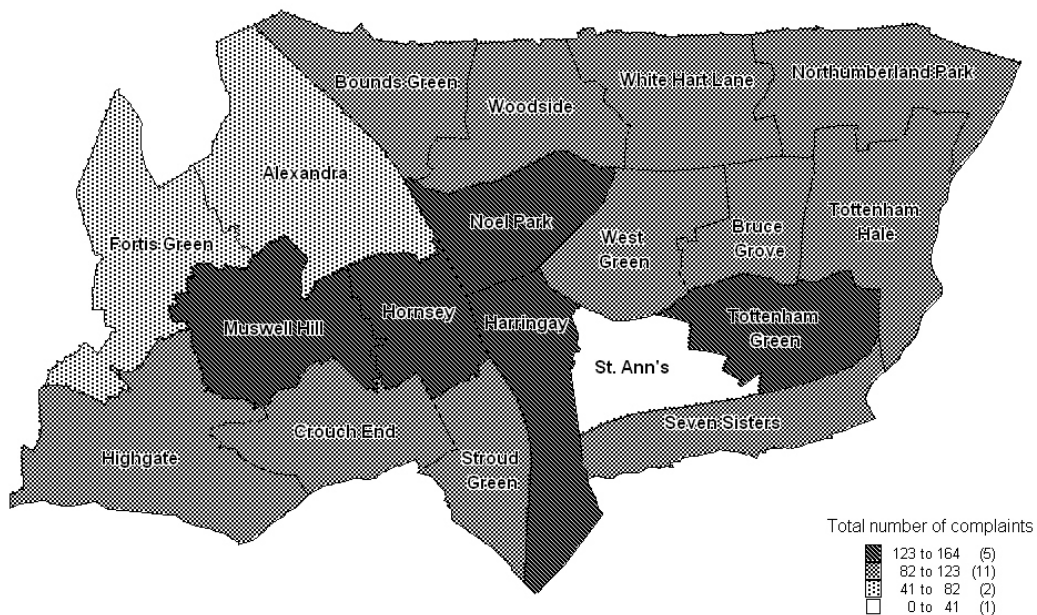 Bounds Green
White Hart Lane
Northumberland Park
Woodside
Alexandra
Noel Park
Tottenham
Hale
Fortis Green
West
Green
Bruce
Grove
Hornsey
Muswell Hill
Harringay
Tottenham
Green
St. Ann's
Seven Sisters
Crouch End
Highgate
Stroud
Green
Total number of complaints
123 to 164 (5)
82 to 123 (11)
41 to 82 (2)
0 to 41 (1)